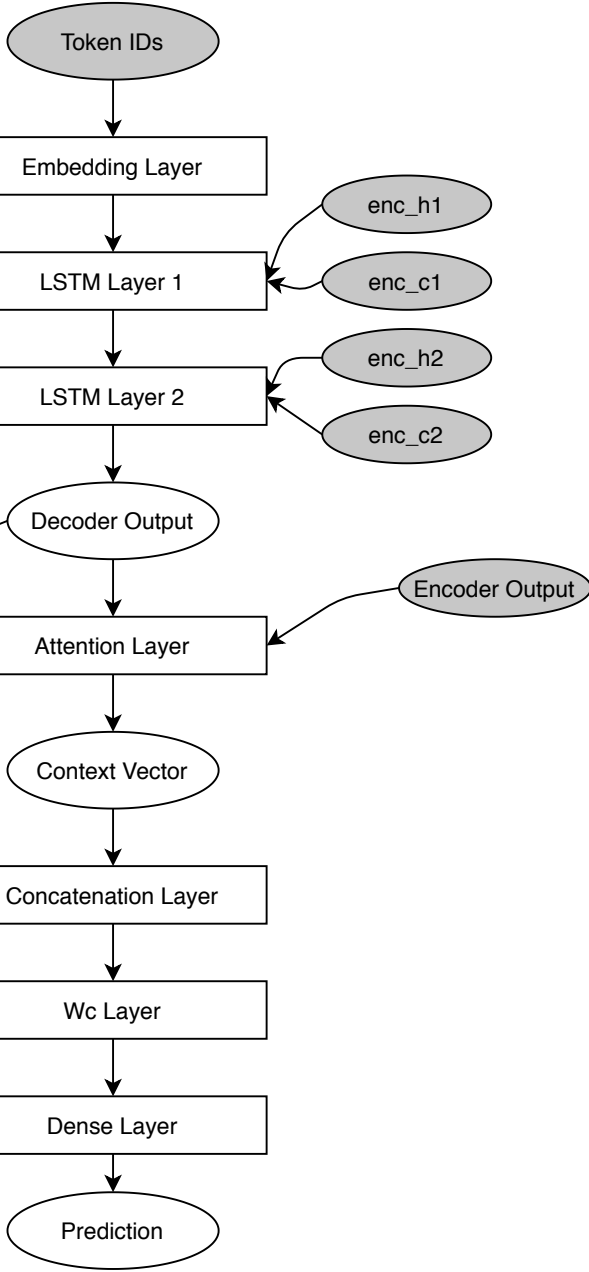 Token IDs
Embedding Layer
enc_h1
LSTM Layer 1
enc_c1
enc_h2
LSTM Layer 2
enc_c2
Decoder Output
Encoder Output
Attention Layer
Context Vector
Concatenation Layer
Wc Layer
Dense Layer
Prediction